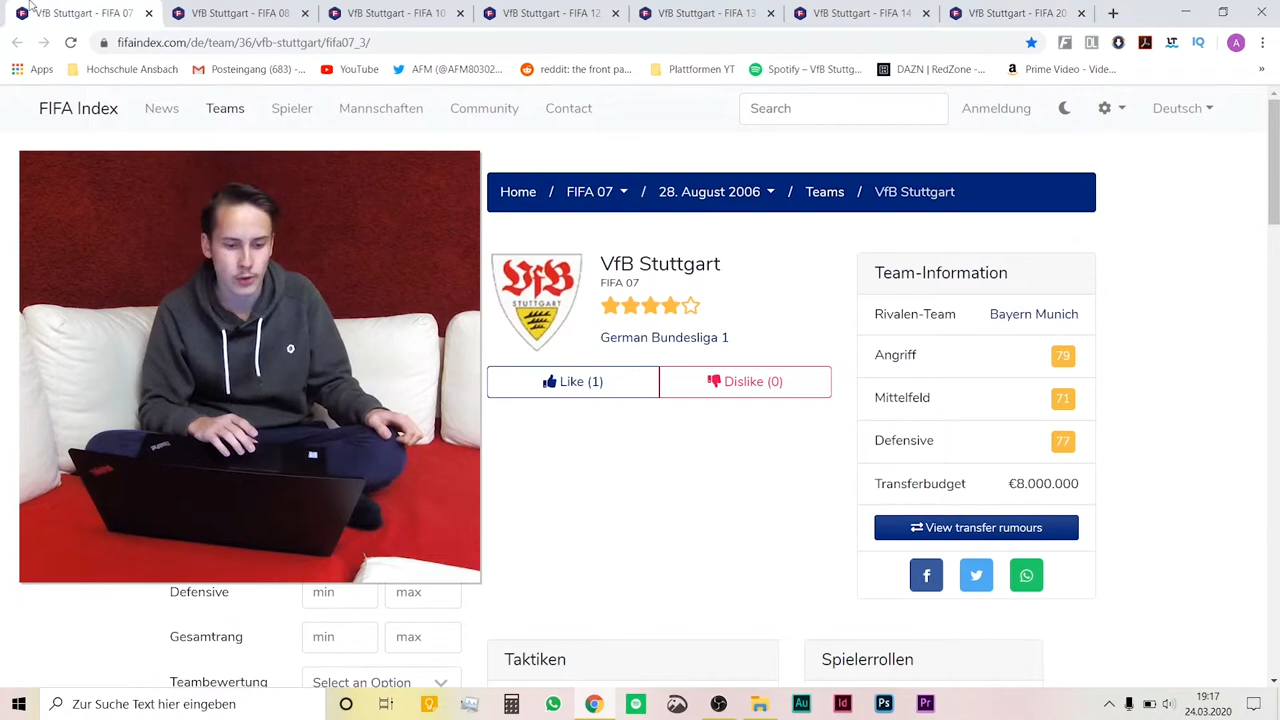 VfB Stuttgart - FIFA 07
VfB Stuttgart - FIFA 08
VfB Stuttgart - FIFA 10
VfB Stuttgart - FIFA 12
VfB Stuttgart - FIFA 13
VfB Stuttgart - FIFA 14
VfB Stuttgart - FIFA 20
fifaindex.com/de/team/36/vfb-stuttgart/fifa07_3/
Apps Hochschule Ansbach Posteingang (683) -... YouTube AFM (@AFM80302... reddit: the front pa... Plattformen YT Spotify – VfB Stuttg... DAZN | RedZone -... Prime Video - Vide... »
FIFA Index News Teams Spieler Mannschaften Community Contact Search Anmeldung Deutsch
Home / FIFA 07 / 28. August 2006 / Teams / VfB Stuttgart
VfB
STUTTGART
VfB Stuttgart
FIFA 07
German Bundesliga 1
Like (1) Dislike (0)
Team-Information
Rivalen-Team Bayern Munich
Angriff 79
Mittelfeld 71
Defensive 77
Transferbudget €8.000.000
View transfer rumours
Defensive min max
Gesamtrang min max
Teambewertung Select an Option
Taktiken
Spielerrollen
Zur Suche Text hier eingeben
Au Id Ps Pr
19:17
24.03.2020